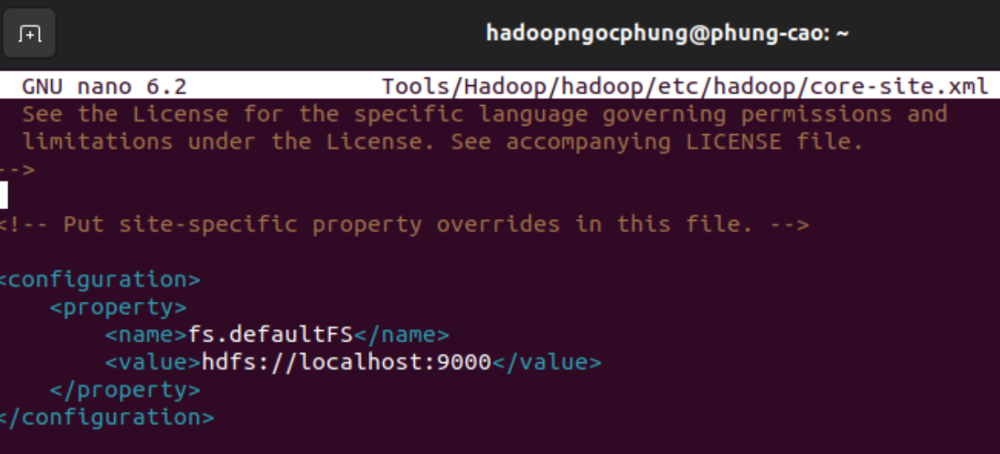 hadoopngocphung@phung-cao: ~
GNU nano 6.2 Tools/Hadoop/hadoop/etc/hadoop/core-site.xml
See the License for the specific language governing permissions and
limitations under the License. See accompanying LICENSE file.
-->
<!-- Put site-specific property overrides in this file. -->
<configuration>
<property>
<name>fs.defaultFS</name>
<value>hdfs://localhost:9000</value>
</property>
</configuration>